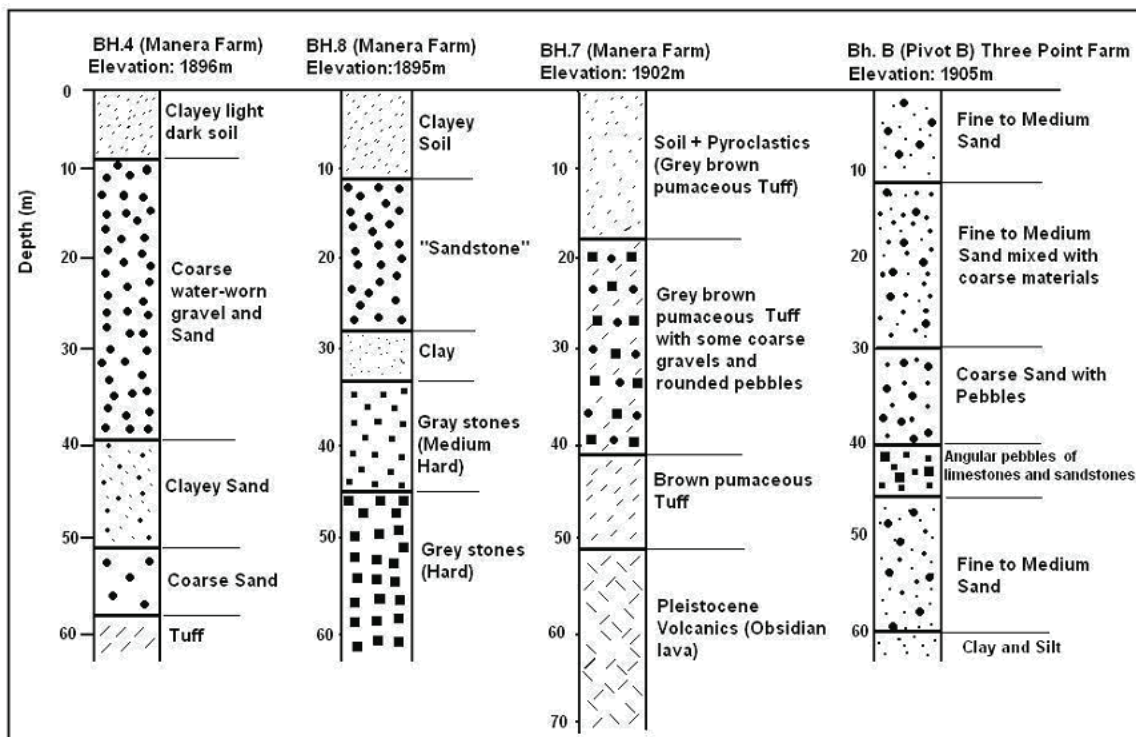 BH.4 (Manera Farm)
Elevation: 1896m
BH.8 (Manera Farm)
Elevation:1895m
BH.7 (Manera Farm)
Elevation: 1902m
Bh. B (Pivot B) Three Point Farm
Elevation: 1905m
Depth (m)
0
10
20
30
40
50
60
Clayey light
dark soil
Coarse
water-worn
gravel and
Sand
Clayey Sand
Coarse Sand
Tuff
10
20
30
40
50
60
Clayey
Soil
"Sandstone"
Clay
Gray stones
(Medium
Hard)
Grey stones
(Hard)
10
20
30
40
50
60
70
Soil + Pyroclastics
(Grey brown
pumaceous Tuff)
Grey brown
pumaceous Tuff
with some coarse
gravels and
rounded pebbles
Brown pumaceous
Tuff
Pleistocene
Volcanics (Obsidian
lava)
10
20
30
40
50
60
Fine to Medium
Sand
Fine to Medium
Sand mixed with
coarse materials
Coarse Sand with
Pebbles
Angular pebbles of
limestones and sandstones
Fine to Medium
Sand
Clay and Silt